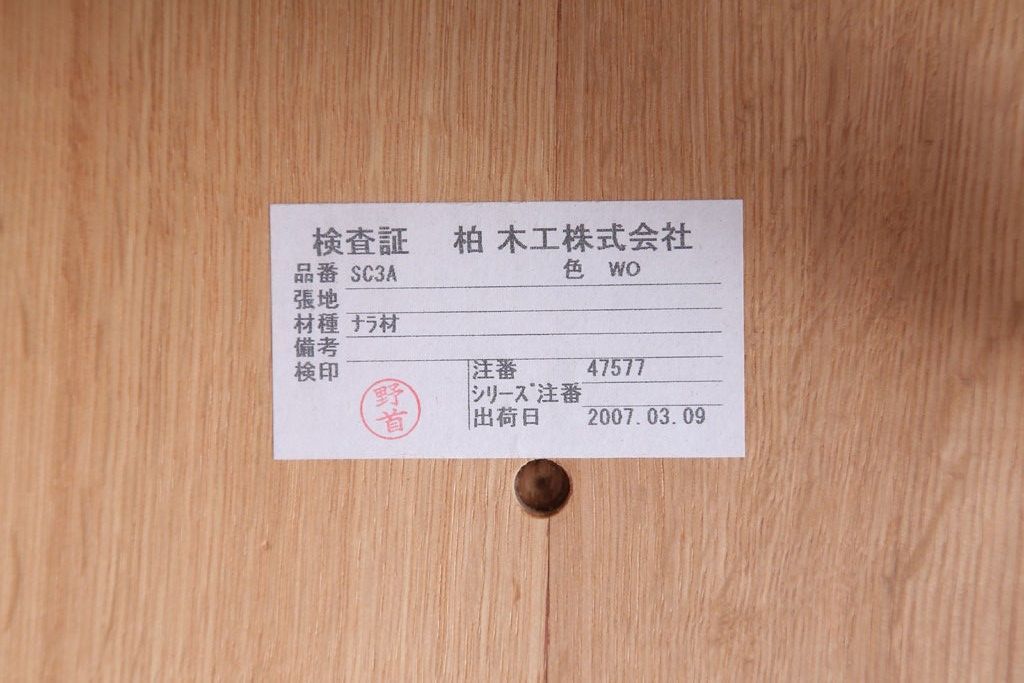 検査証 柏木工株式会社
品番 SC3A 色 WO
張地
材種 ナラ材
備考
検印 注番 47577
シリーズ注番
出荷日 2007.03.09
野首